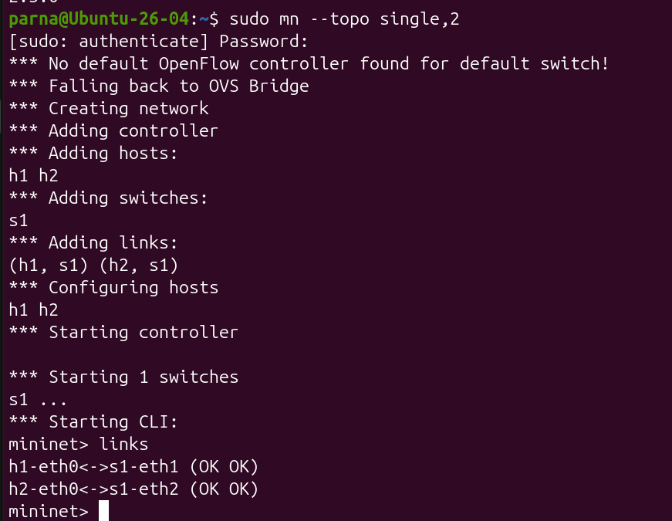 parna@Ubuntu-26-04:~$ sudo mn --topo single,2
[sudo: authenticate] Password:
*** No default OpenFlow controller found for default switch!
*** Falling back to OVS Bridge
*** Creating network
*** Adding controller
*** Adding hosts:
h1 h2
*** Adding switches:
s1
*** Adding links:
(h1, s1) (h2, s1)
*** Configuring hosts
h1 h2
*** Starting controller
*** Starting 1 switches
s1 ...
*** Starting CLI:
mininet> links
h1-eth0<->s1-eth1 (OK OK)
h2-eth0<->s1-eth2 (OK OK)
mininet>